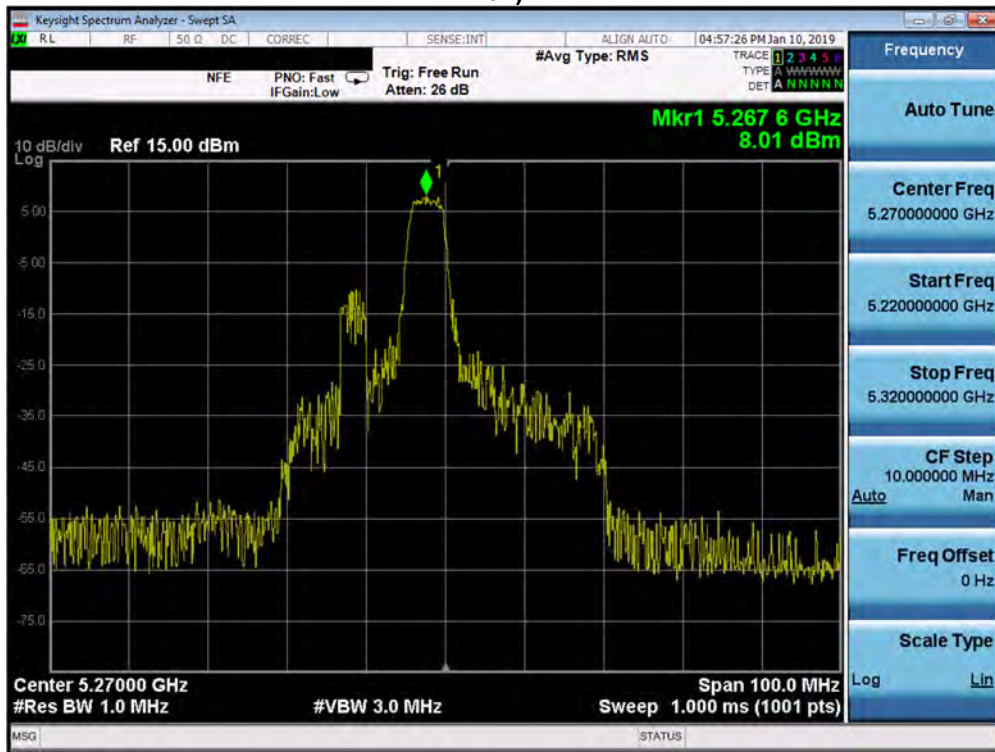 Keysight Spectrum Analyzer - Swept SA
LXI RL RF 50 Ω DC CORREC SENSE:INT ALIGN AUTO 04:57:26 PM Jan 10, 2019
NFE PNO: Fast Trig: Free Run #Avg Type: RMS TRACE 1 2 3 4 5 6
IFGain:Low Atten: 26 dB TYPE A WWWWW
DET A N N N N N
Mkr1 5.267 6 GHz
8.01 dBm
10 dB/div Ref 15.00 dBm
Log
1
5.00
-5.00
-15.0
-25.0
-35.0
-45.0
-55.0
-65.0
-75.0
Center 5.27000 GHz Span 100.0 MHz
#Res BW 1.0 MHz #VBW 3.0 MHz Sweep 1.000 ms (1001 pts)
MSG STATUS
Frequency
Auto Tune
Center Freq
5.270000000 GHz
Start Freq
5.220000000 GHz
Stop Freq
5.320000000 GHz
CF Step
10.000000 MHz
Auto Man
Freq Offset
0 Hz
Scale Type
Log Lin